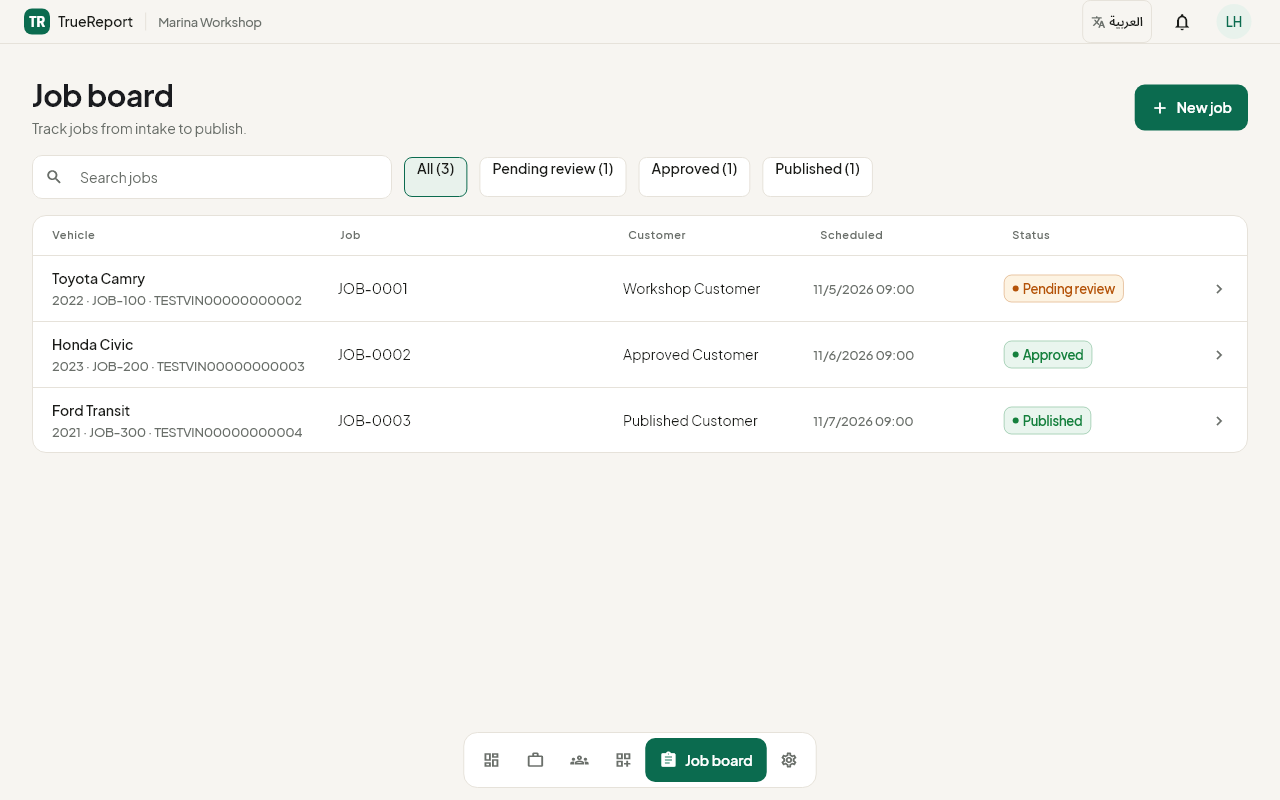 TR TrueReport Marina Workshop العربية LH
Job board
Track jobs from intake to publish.
New job
Search jobs All (3) Pending review (1) Approved (1) Published (1)
Vehicle Job Customer Scheduled Status
Toyota Camry
2022 · JOB-100 · TESTVIN00000000002 JOB-0001 Workshop Customer 11/5/2026 09:00 Pending review
Honda Civic
2023 · JOB-200 · TESTVIN00000000003 JOB-0002 Approved Customer 11/6/2026 09:00 Approved
Ford Transit
2021 · JOB-300 · TESTVIN00000000004 JOB-0003 Published Customer 11/7/2026 09:00 Published
Job board